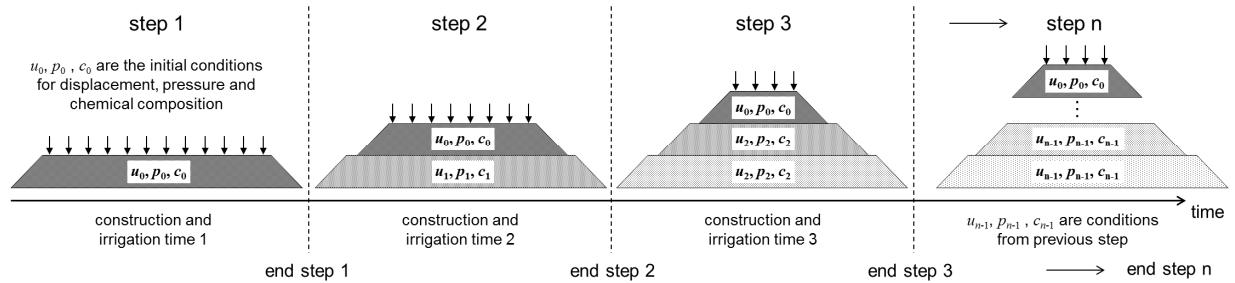 step 1
step 2
step 3
step n
u₀, p₀ , c₀ are the initial conditions
for displacement, pressure and
chemical composition
u₀, p₀, c₀
u₀, p₀, c₀
u₁, p₁, c₁
u₀, p₀, c₀
u₂, p₂, c₂
u₂, p₂, c₂
u₀, p₀, c₀
⋮
uₙ₋₁, pₙ₋₁, cₙ₋₁
uₙ₋₁, pₙ₋₁, cₙ₋₁
time
construction and
irrigation time 1
construction and
irrigation time 2
construction and
irrigation time 3
uₙ₋₁, pₙ₋₁ , cₙ₋₁ are conditions
from previous step
end step 1
end step 2
end step 3
end step n